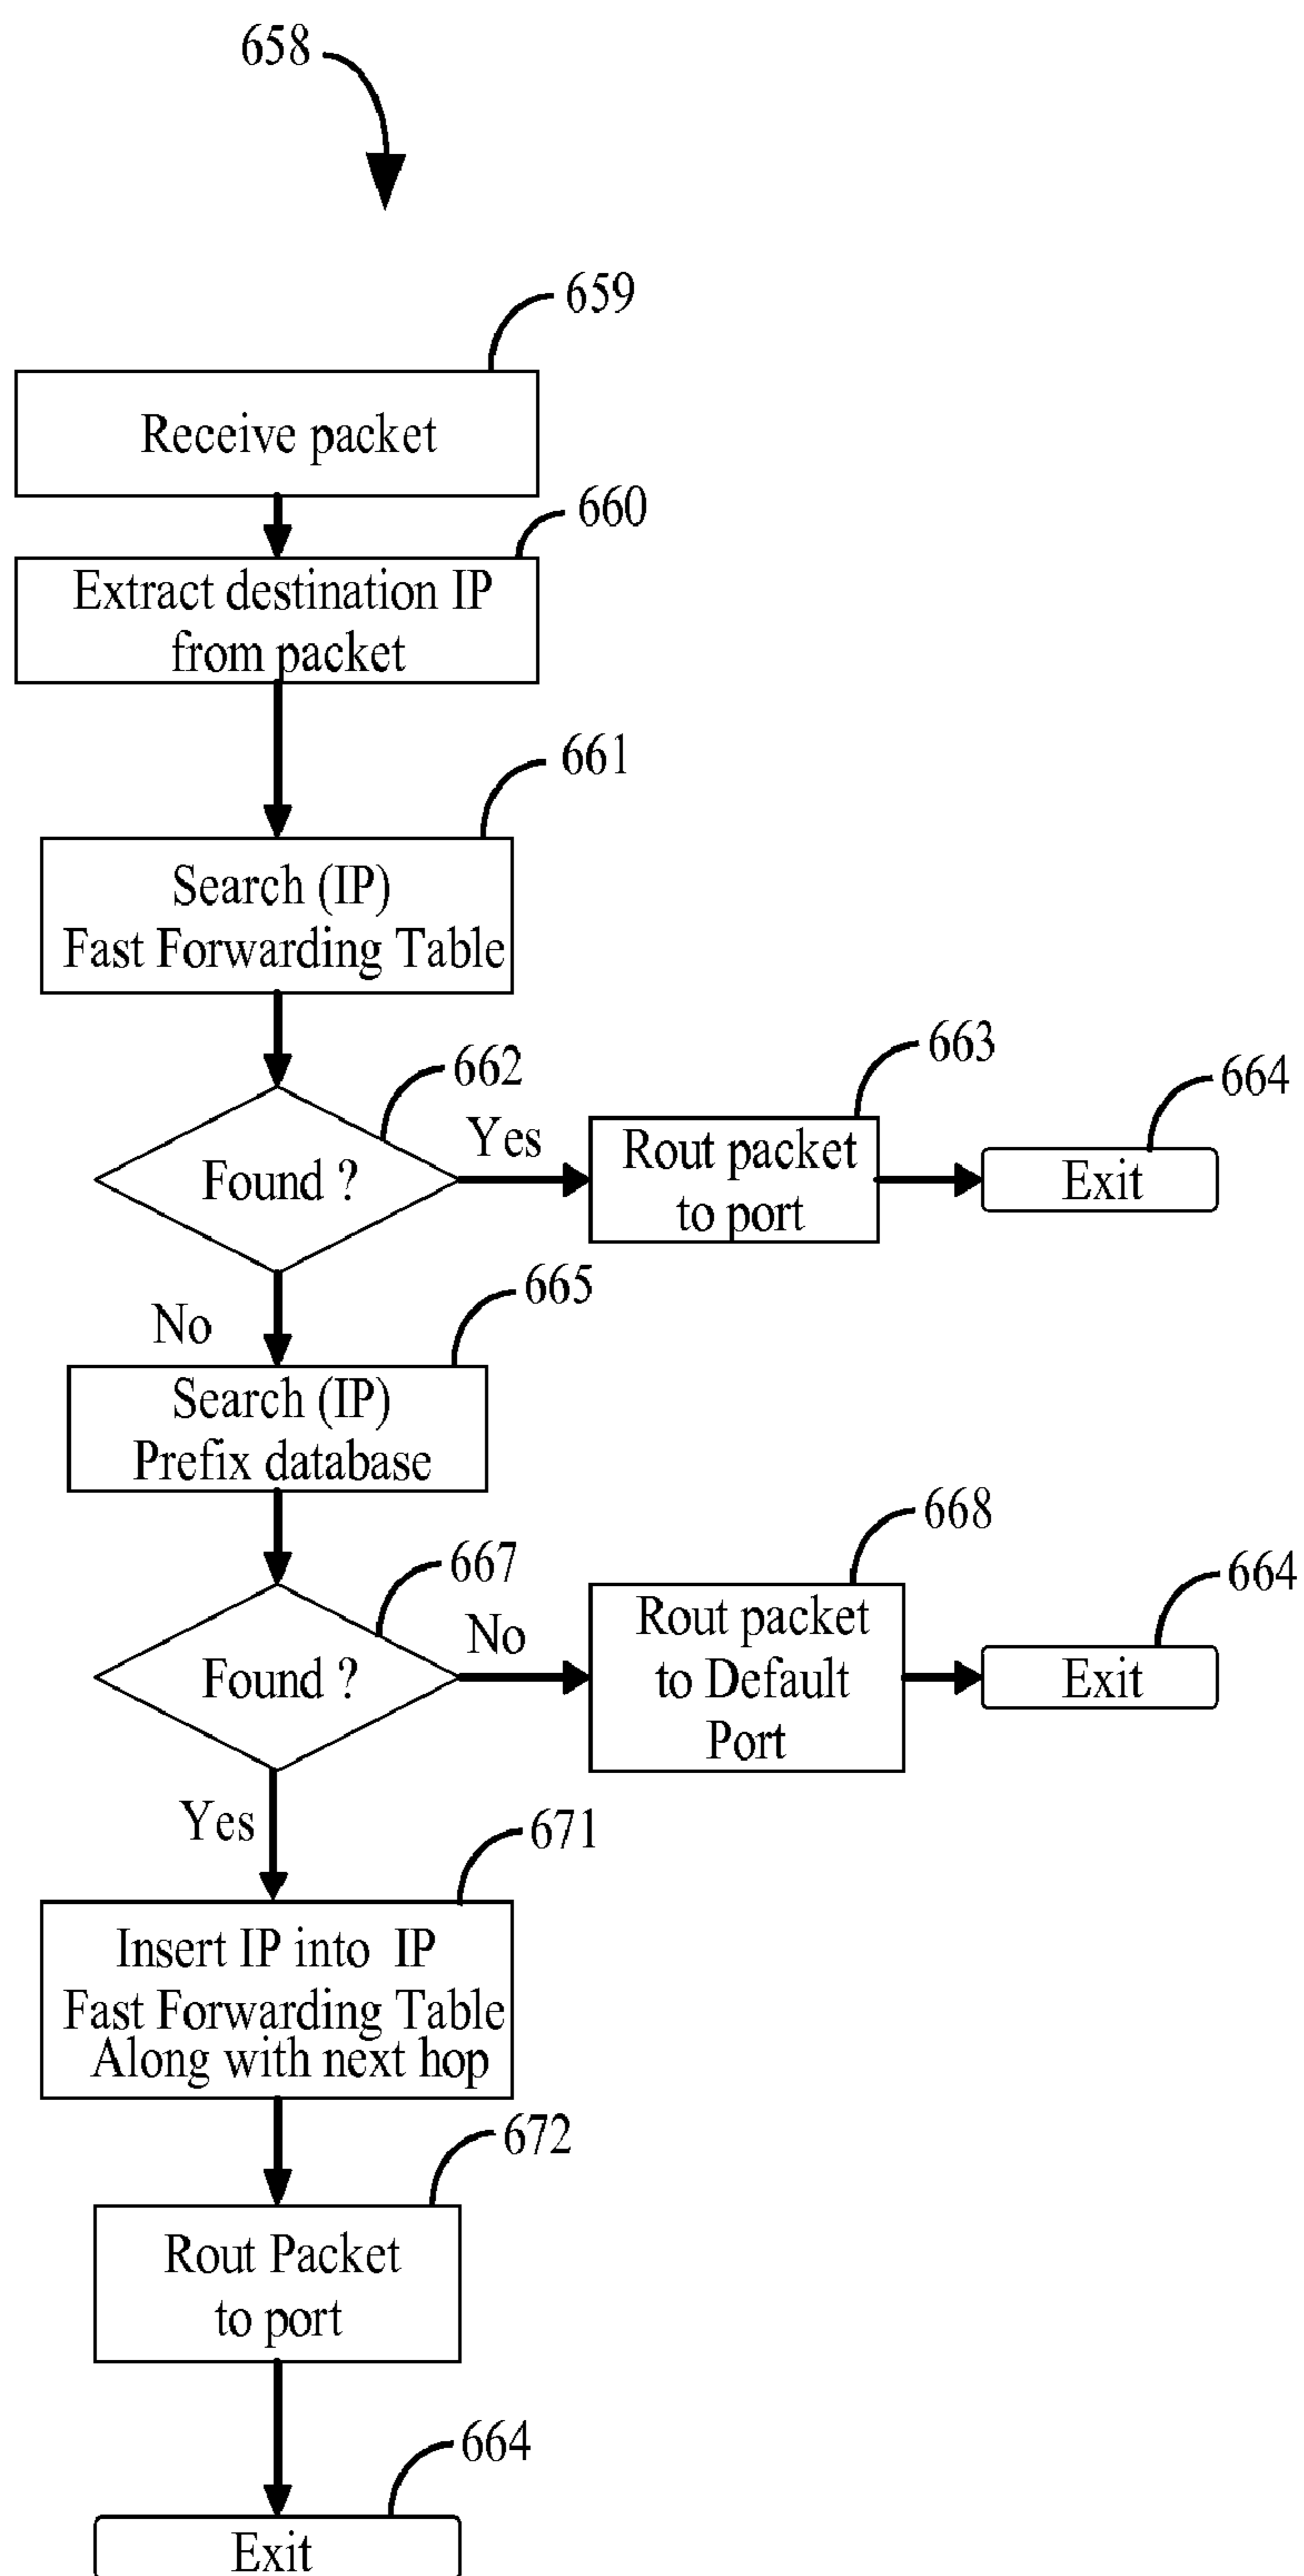 658
659
Receive packet
660
Extract destination IP
from packet
661
Search (IP)
Fast Forwarding Table
662
Found ?
Yes
663
Rout packet
to port
664
Exit
No
665
Search (IP)
Prefix database
667
Found ?
No
668
Rout packet
to Default
Port
664
Exit
Yes
671
Insert IP into IP
Fast Forwarding Table
Along with next hop
672
Rout Packet
to port
664
Exit